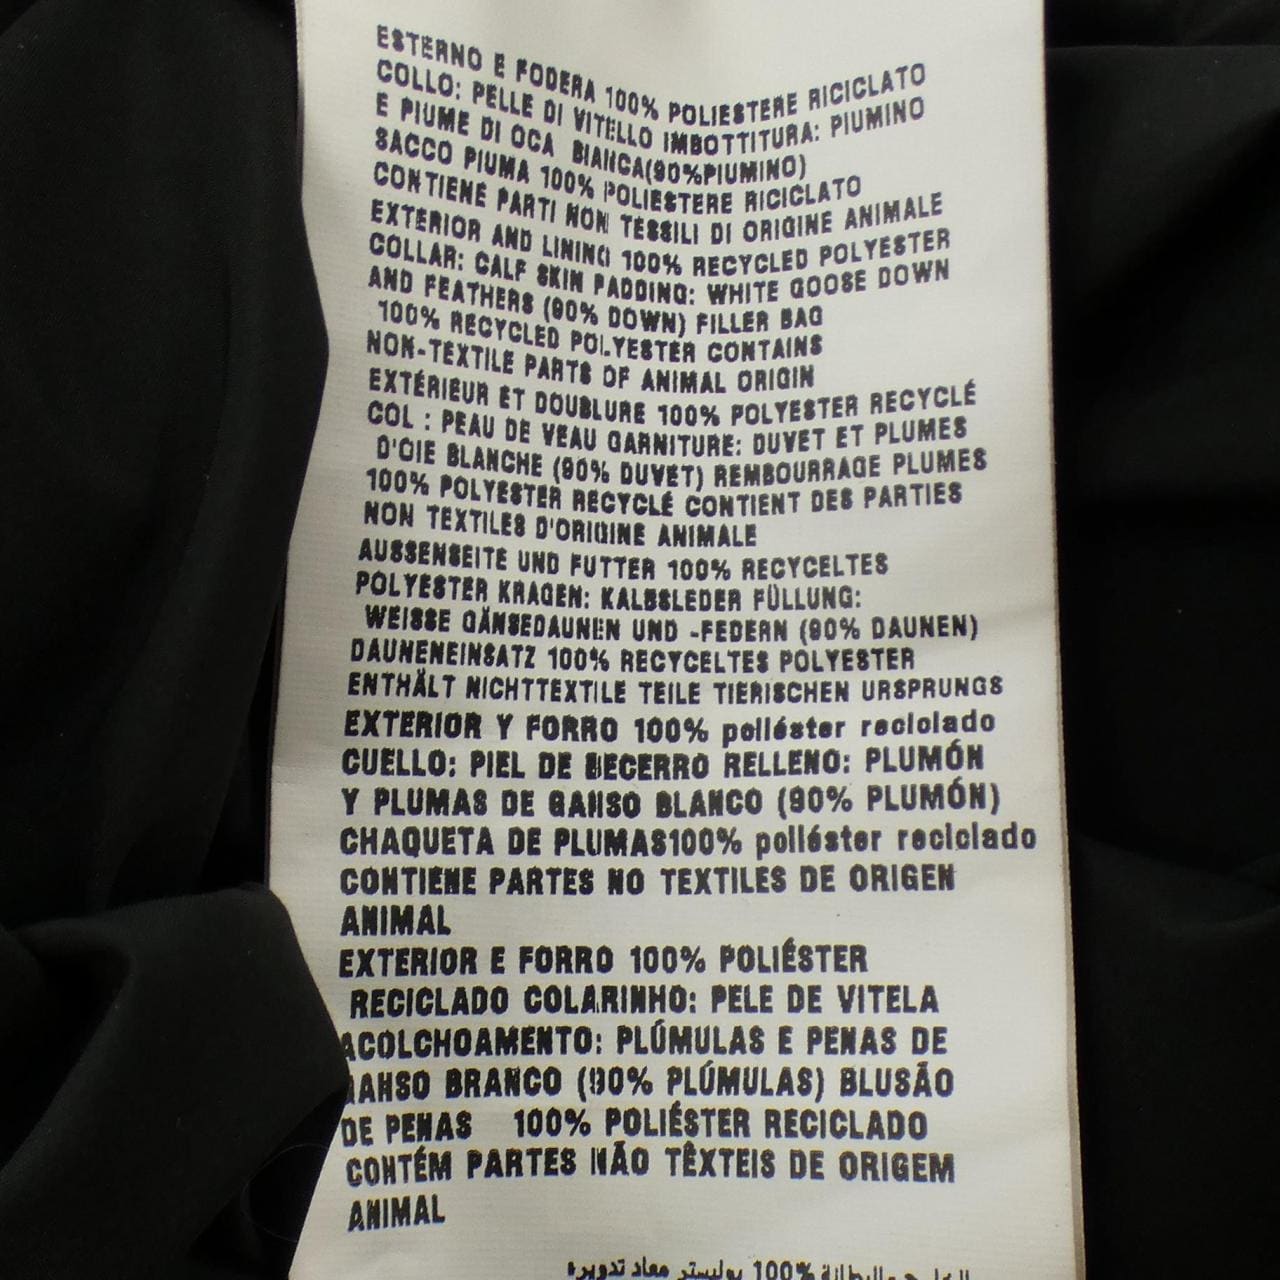 ESTERNO E FODERA 100% POLIESTERE RICICLATO
COLLO: PELLE DI VITELLO IMBOTTITURA: PIUMINO
E PIUME DI OCA BIANCA(90%PIUMINO)
SACCO PIUMA 100% POLIESTERE RICICLATO
CONTIENE PARTI NON TESSILI DI ORIGINE ANIMALE
EXTERIOR AND LINING 100% RECYCLED POLYESTER
COLLAR: CALF SKIN PADDING: WHITE GOOSE DOWN
AND FEATHERS (90% DOWN) FILLER BAG
100% RECYCLED POLYESTER CONTAINS
NON-TEXTILE PARTS OF ANIMAL ORIGIN
EXTÉRIEUR ET DOUBLURE 100% POLYESTER RECYCLÉ
COL : PEAU DE VEAU GARNITURE: DUVET ET PLUMES
D'OIE BLANCHE (90% DUVET) REMBOURRAGE PLUMES
100% POLYESTER RECYCLÉ CONTIENT DES PARTIES
NON TEXTILES D'ORIGINE ANIMALE
AUSSENSEITE UND FUTTER 100% RECYCELTES
POLYESTER KRAGEN: KALBSLEDER FÜLLUNG:
WEISSE GÄNSEDAUNEN UND -FEDERN (90% DAUNEN)
DAUNENEINSATZ 100% RECYCELTES POLYESTER
ENTHÄLT NICHTTEXTILE TEILE TIERISCHEN URSPRUNGS
EXTERIOR Y FORRO 100% poliéster reciclado
CUELLO: PIEL DE BECERRO RELLENO: PLUMÓN
Y PLUMAS DE GANSO BLANCO (90% PLUMÓN)
CHAQUETA DE PLUMAS100% poliéster reciclado
CONTIENE PARTES NO TEXTILES DE ORIGEN
ANIMAL
EXTERIOR E FORRO 100% POLIÉSTER
RECICLADO COLARINHO: PELE DE VITELA
ACOLCHOAMENTO: PLÚMULAS E PENAS DE
GANSO BRANCO (90% PLÚMULAS) BLUSÃO
DE PENAS 100% POLIÉSTER RECICLADO
CONTÉM PARTES NÃO TÊXTEIS DE ORIGEM
ANIMAL
100% بوليستر معاد تدويره